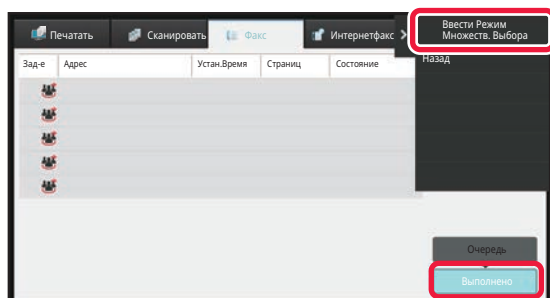 Печатать
Сканировать
Факс
Интернетфакс
Ввести Режим
Множеств. Выбора
Зад-е
Адрес
Устан.Время
Страниц
Состояние
Назад
Очередь
Выполнено